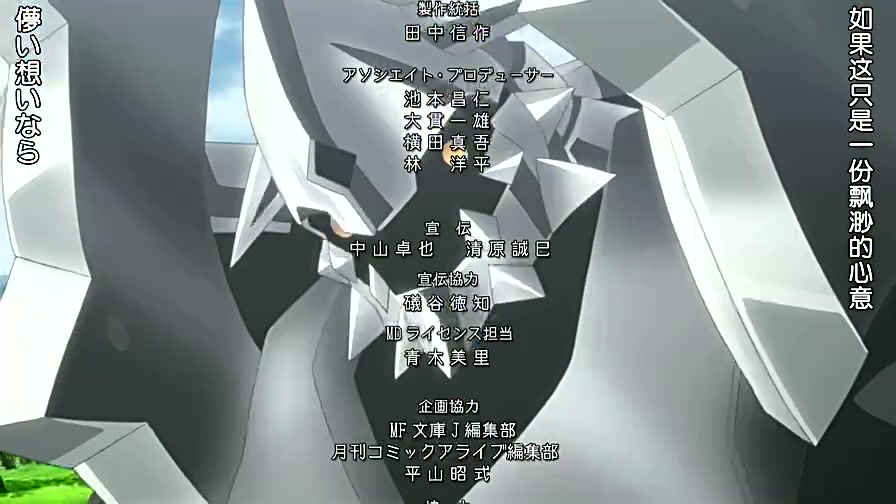 儚い想いなら
如果这只是一份飘渺的心意
製作統括
田中信作
アソシエイト・プロデューサー
池本昌仁
大貫一雄
横田真吾
林 洋平
宣伝
中山卓也 清原誠巳
宣伝協力
磯谷徳知
MDライセンス担当
青木美里
企画協力
MF文庫J編集部
月刊コミックアライブ編集部
平山昭式